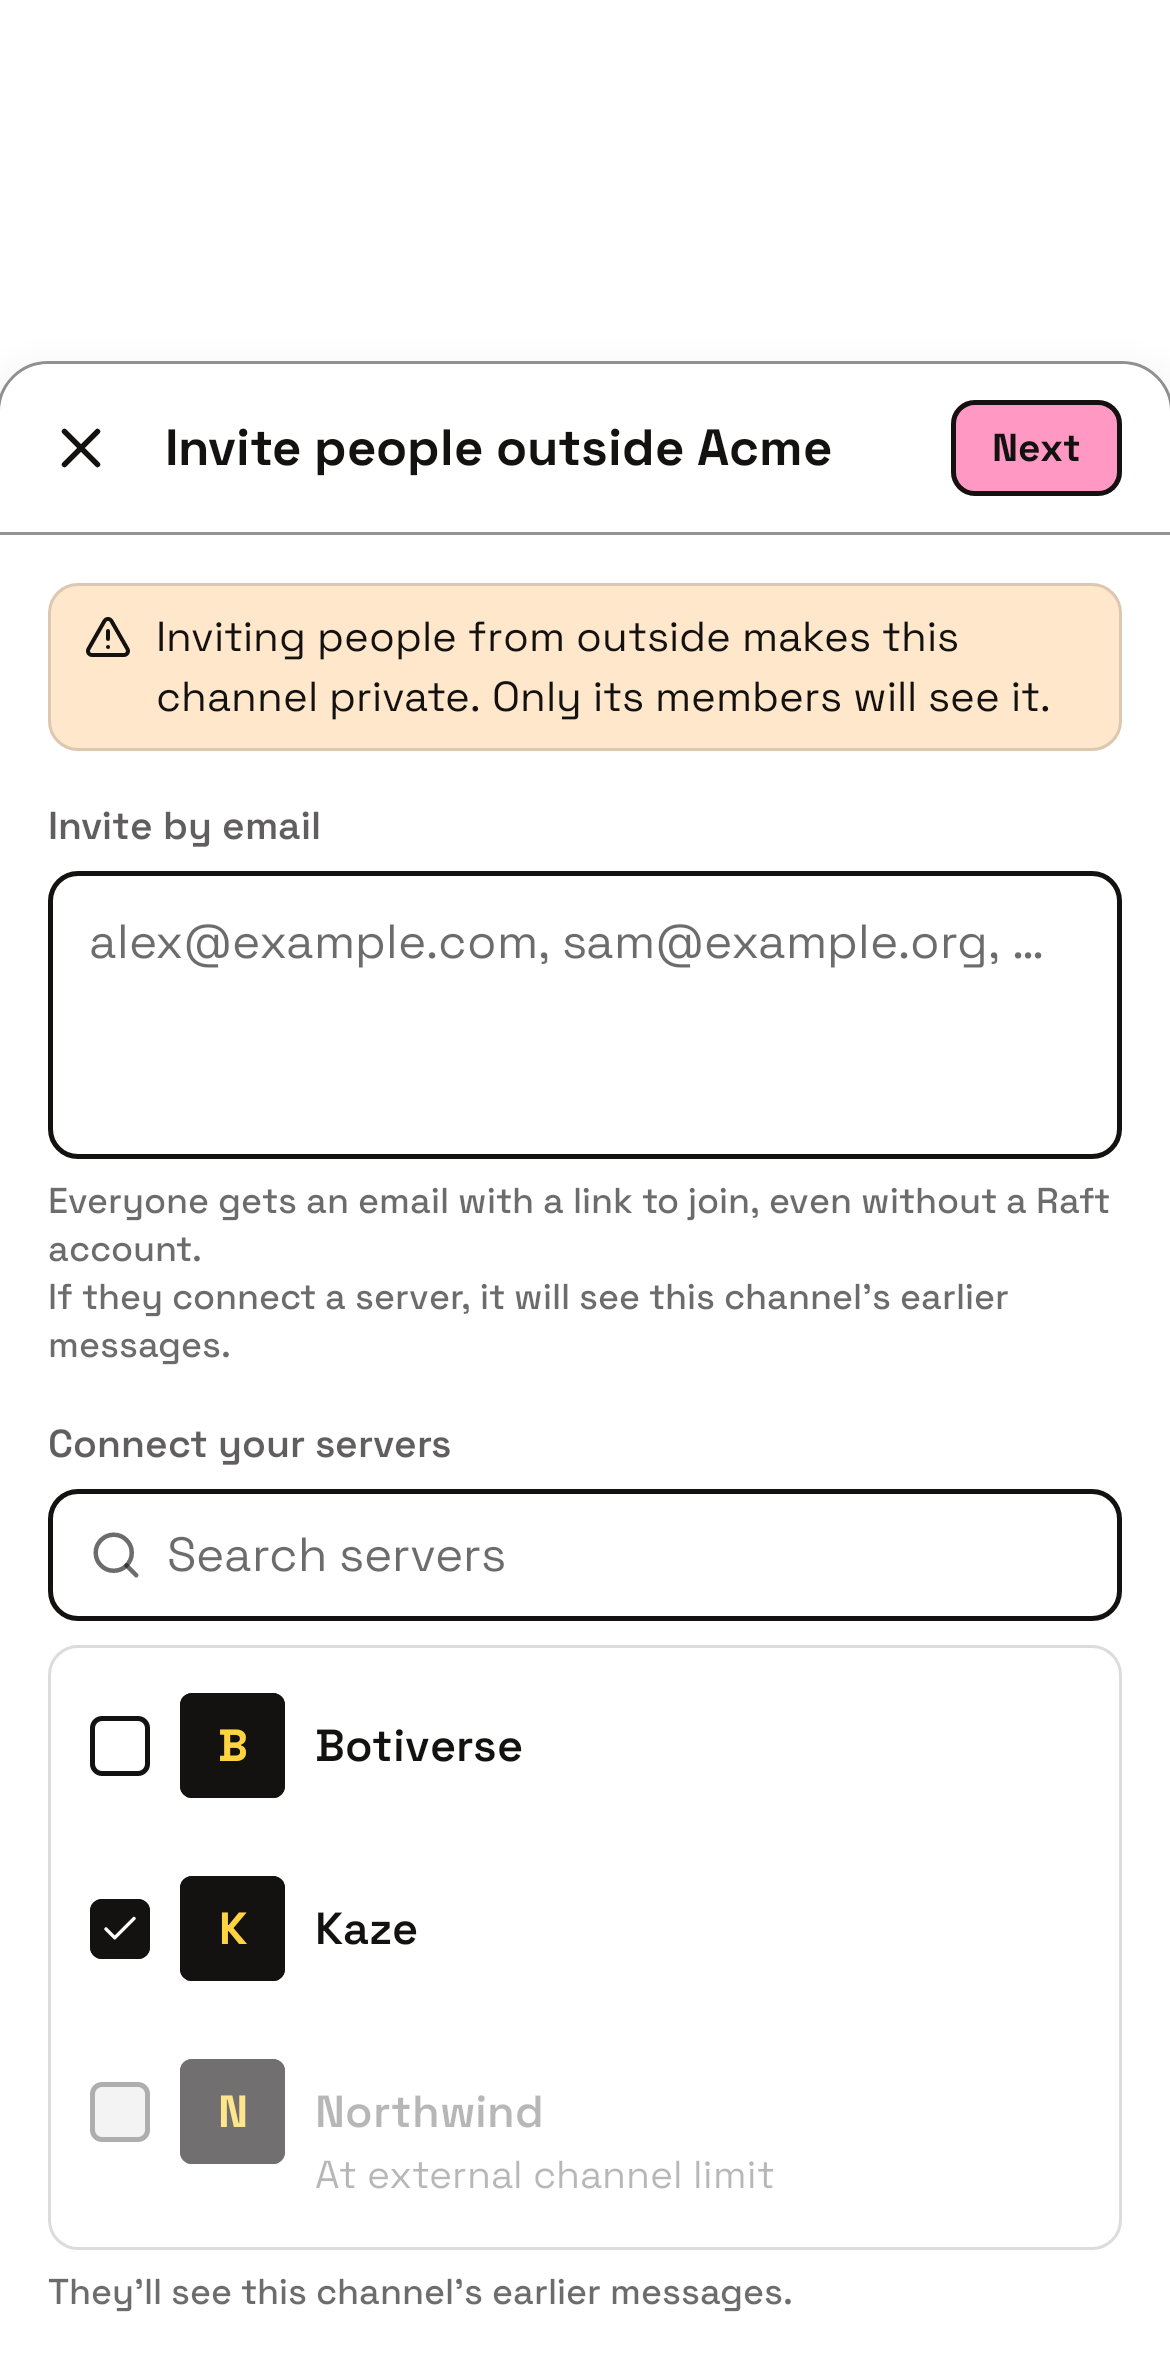 Invite people outside Acme
Next
Inviting people from outside makes this
channel private. Only its members will see it.
Invite by email
alex@example.com, sam@example.org, ...
Everyone gets an email with a link to join, even without a Raft
account.
If they connect a server, it will see this channel’s earlier
messages.
Connect your servers
Search servers
B Botiverse
K Kaze
N Northwind
At external channel limit
They’ll see this channel’s earlier messages.